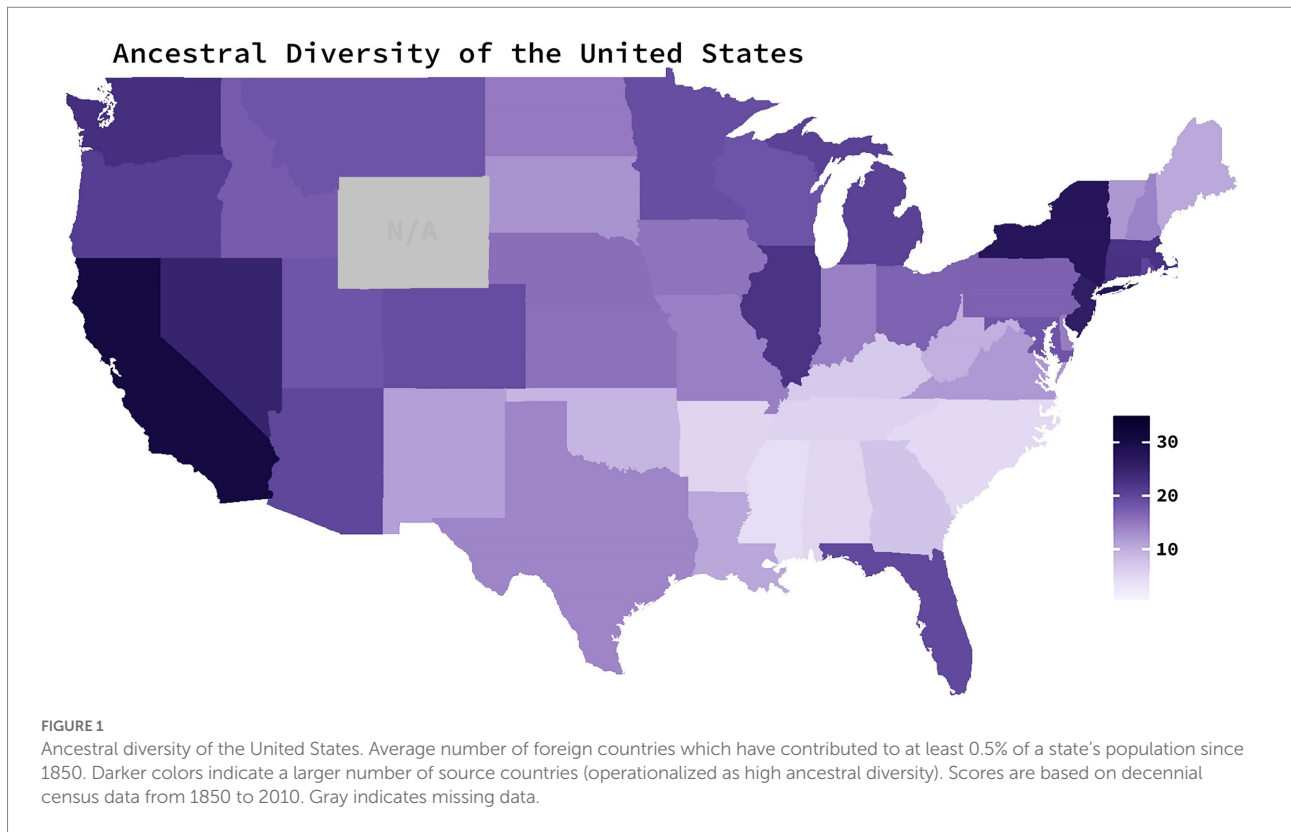 Ancestral Diversity of the United States
N/A
30
20
10
FIGURE 1
Ancestral diversity of the United States. Average number of foreign countries which have contributed to at least 0.5% of a state's population since
1850. Darker colors indicate a larger number of source countries (operationalized as high ancestral diversity). Scores are based on decennial
census data from 1850 to 2010. Gray indicates missing data.